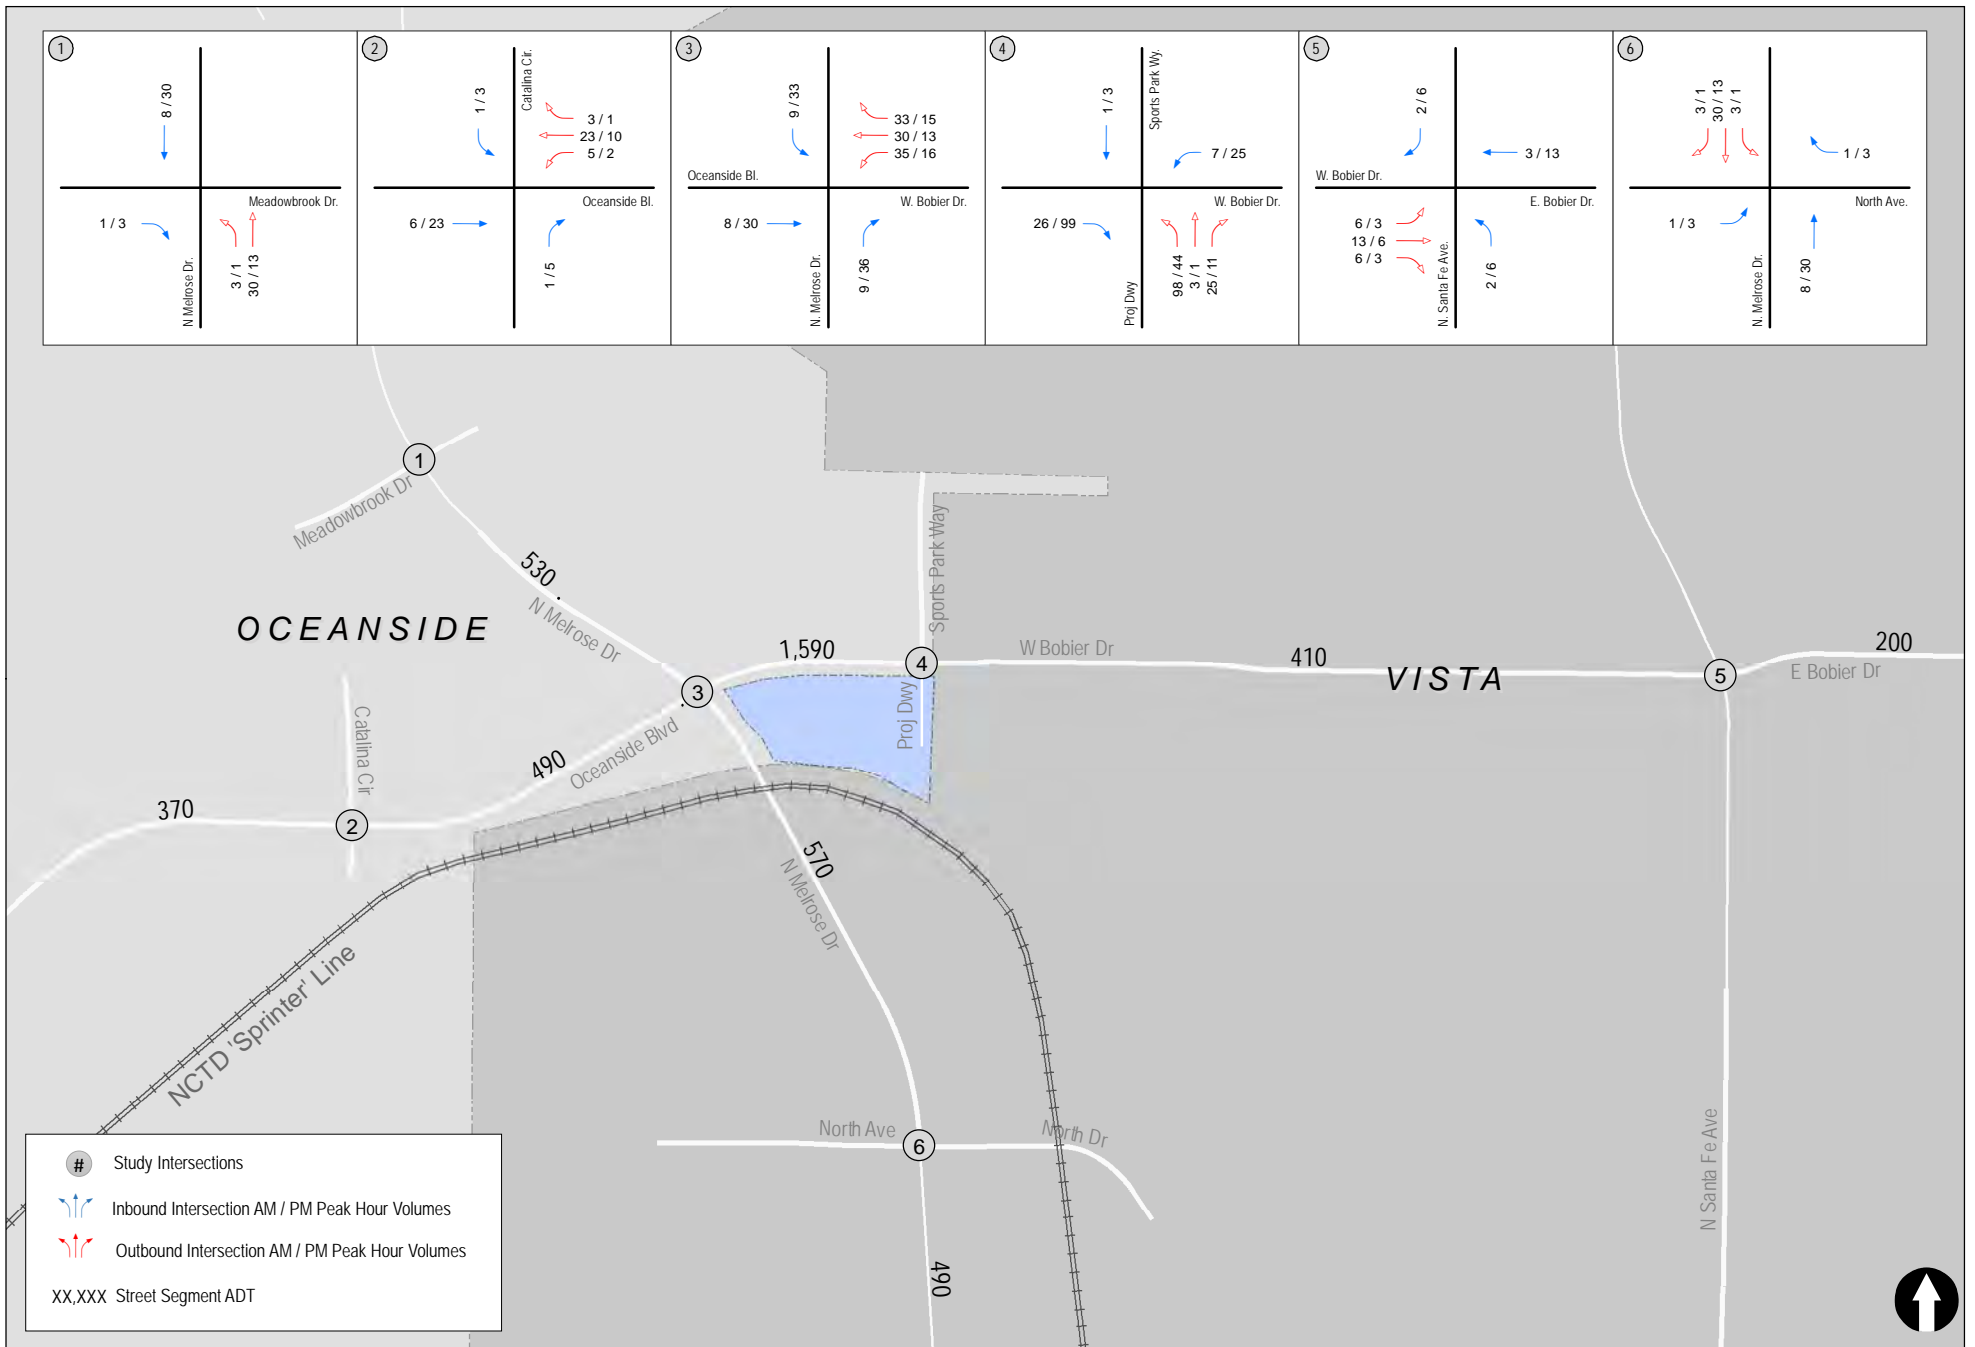 1
8 / 30
Meadowbrook Dr.
1 / 3
N Melrose Dr.
3 / 1
30 / 13
2
Catalina Cir.
1 / 3
3 / 1
23 / 10
5 / 2
Oceanside Bl.
6 / 23
1 / 5
3
9 / 33
33 / 15
30 / 13
35 / 16
Oceanside Bl.
W. Bobier Dr.
8 / 30
N. Melrose Dr.
9 / 36
4
1 / 3
Sports Park Wy.
7 / 25
W. Bobier Dr.
26 / 99
Proj Dwy
98 / 44
3 / 1
25 / 11
5
2 / 6
3 / 13
W. Bobier Dr.
E. Bobier Dr.
6 / 3
13 / 6
6 / 3
N. Santa Fe Ave.
2 / 6
6
3 / 1
30 / 13
3 / 1
1 / 3
North Ave.
1 / 3
N. Melrose Dr.
8 / 30
1
Meadowbrook Dr
530
N Melrose Dr
OCEANSIDE
Sports Park Way
1,590
4
W Bobier Dr
410
VISTA
5
200
E Bobier Dr
3
Proj Dwy
Catalina Cir
490
Oceanside Blvd
370
2
570
N Melrose Dr
NCTD 'Sprinter' Line
North Ave
6
North Dr
N Santa Fe Ave
490
# Study Intersections
Inbound Intersection AM / PM Peak Hour Volumes
Outbound Intersection AM / PM Peak Hour Volumes
XX,XXX Street Segment ADT